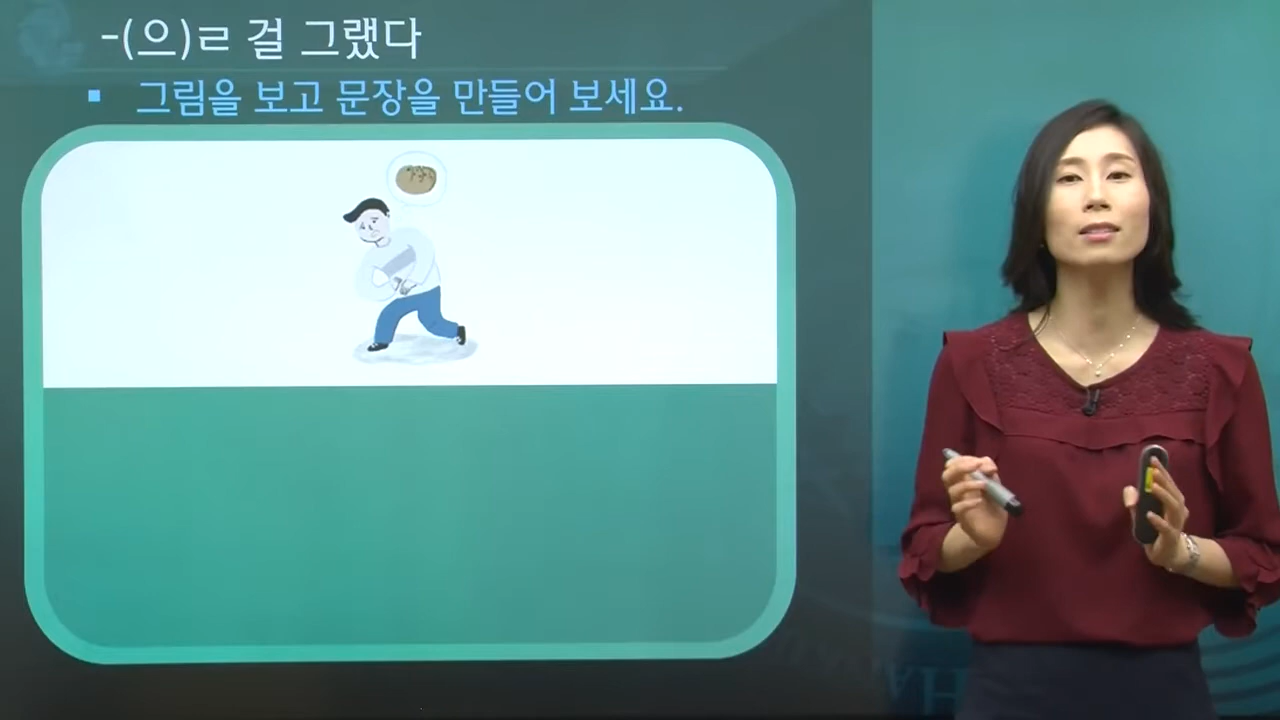 -(으)ㄹ 걸 그랬다
▪ 그림을 보고 문장을 만들어 보세요.